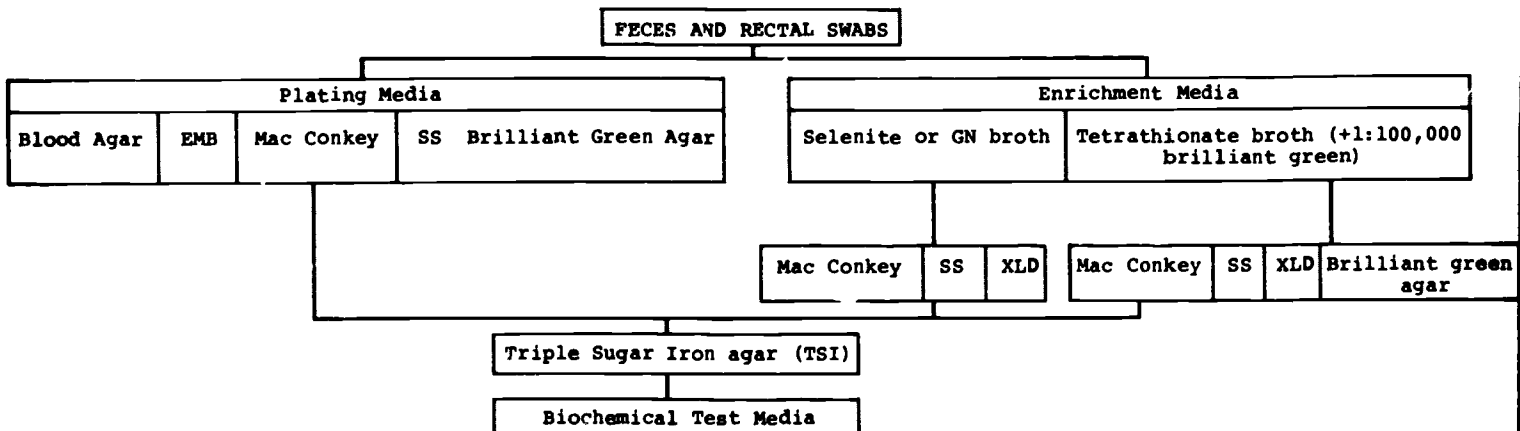 FECES AND RECTAL SWABS
Plating Media
Blood Agar EMB Mac Conkey SS Brilliant Green Agar
Enrichment Media
Selenite or GN broth Tetrathionate broth (+1:100,000
brilliant green)
Mac Conkey SS XLD
Mac Conkey SS XLD Brilliant green
agar
Triple Sugar Iron agar (TSI)
Biochemical Test Media